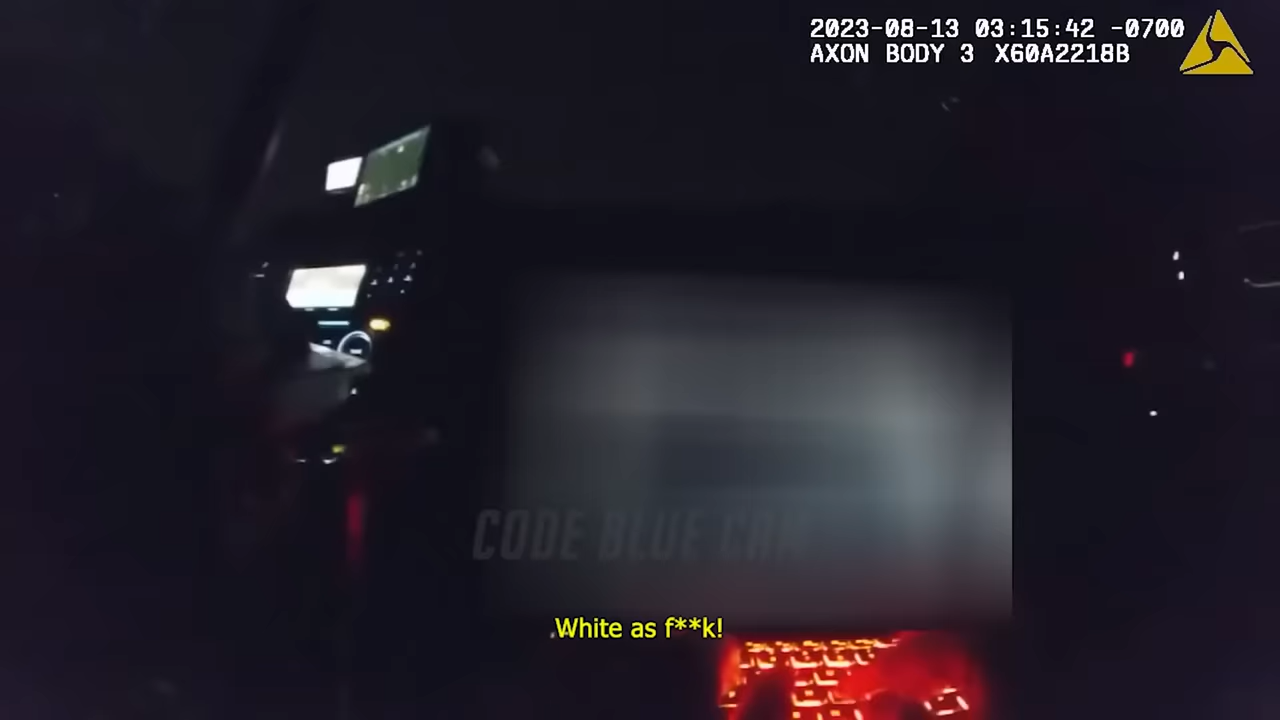 2023-08-13 03:15:42 -0700
AXON BODY 3 X60A2218B
CODE BLUE CAM
White as f**k!